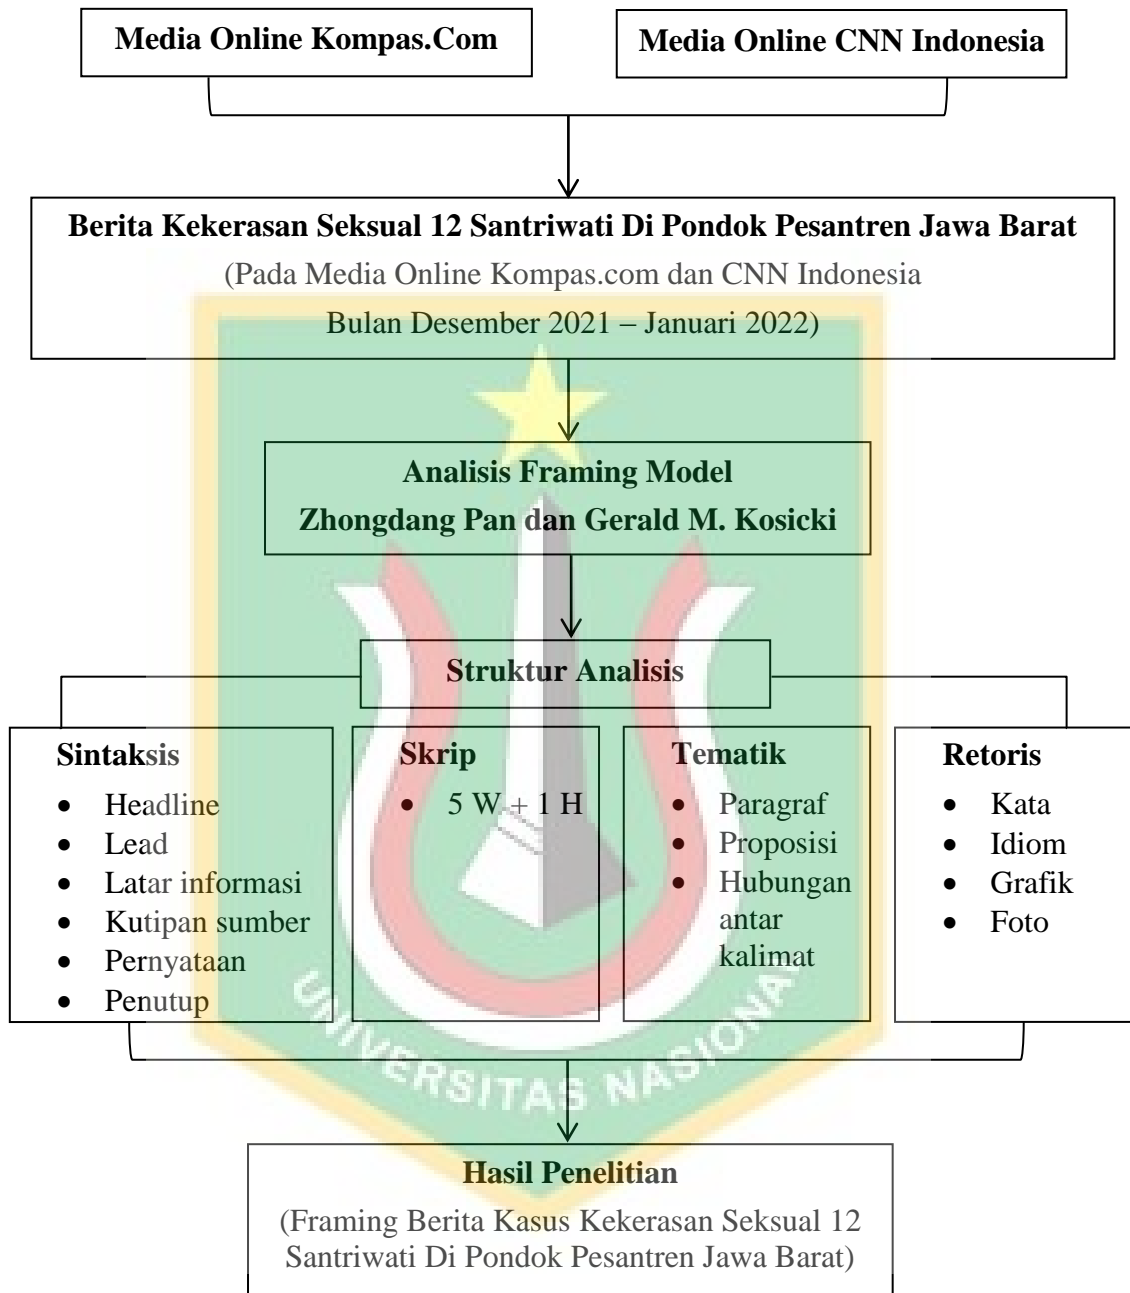 Media Online Kompas.Com
Media Online CNN Indonesia
Berita Kekerasan Seksual 12 Santriwati Di Pondok Pesantren Jawa Barat
(Pada Media Online Kompas.com dan CNN Indonesia
Bulan Desember 2021 – Januari 2022)
Analisis Framing Model
Zhongdang Pan dan Gerald M. Kosicki
Struktur Analisis
Sintaksis
• Headline
• Lead
• Latar informasi
• Kutipan sumber
• Pernyataan
• Penutup
Skrip
• 5 W + 1 H
Tematik
• Paragraf
• Proposisi
• Hubungan
antar
kalimat
Retoris
• Kata
• Idiom
• Grafik
• Foto
UNIVERSITAS NASIONAL
Hasil Penelitian
(Framing Berita Kasus Kekerasan Seksual 12
Santriwati Di Pondok Pesantren Jawa Barat)